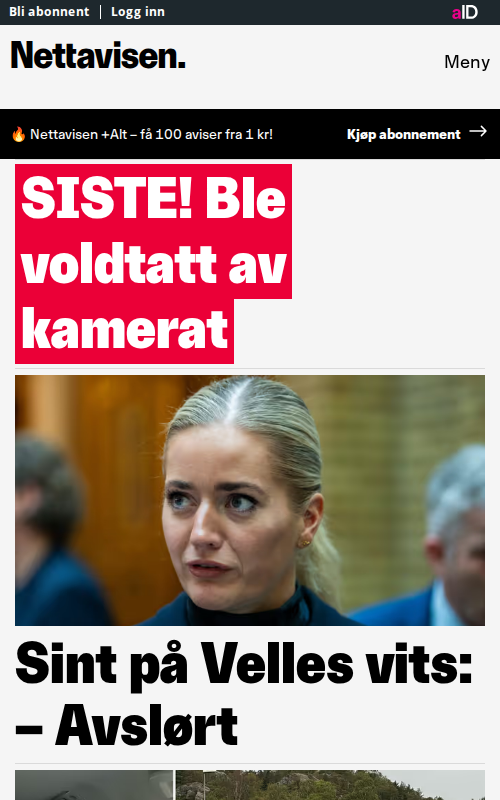 Bli abonnent
Logg inn
aID
Nettavisen.
Meny
🔥 Nettavisen +Alt – få 100 aviser fra 1 kr!
Kjøp abonnement →
SISTE! Ble
voldtatt av
kamerat
Sint på Velles vits:
– Avslørt